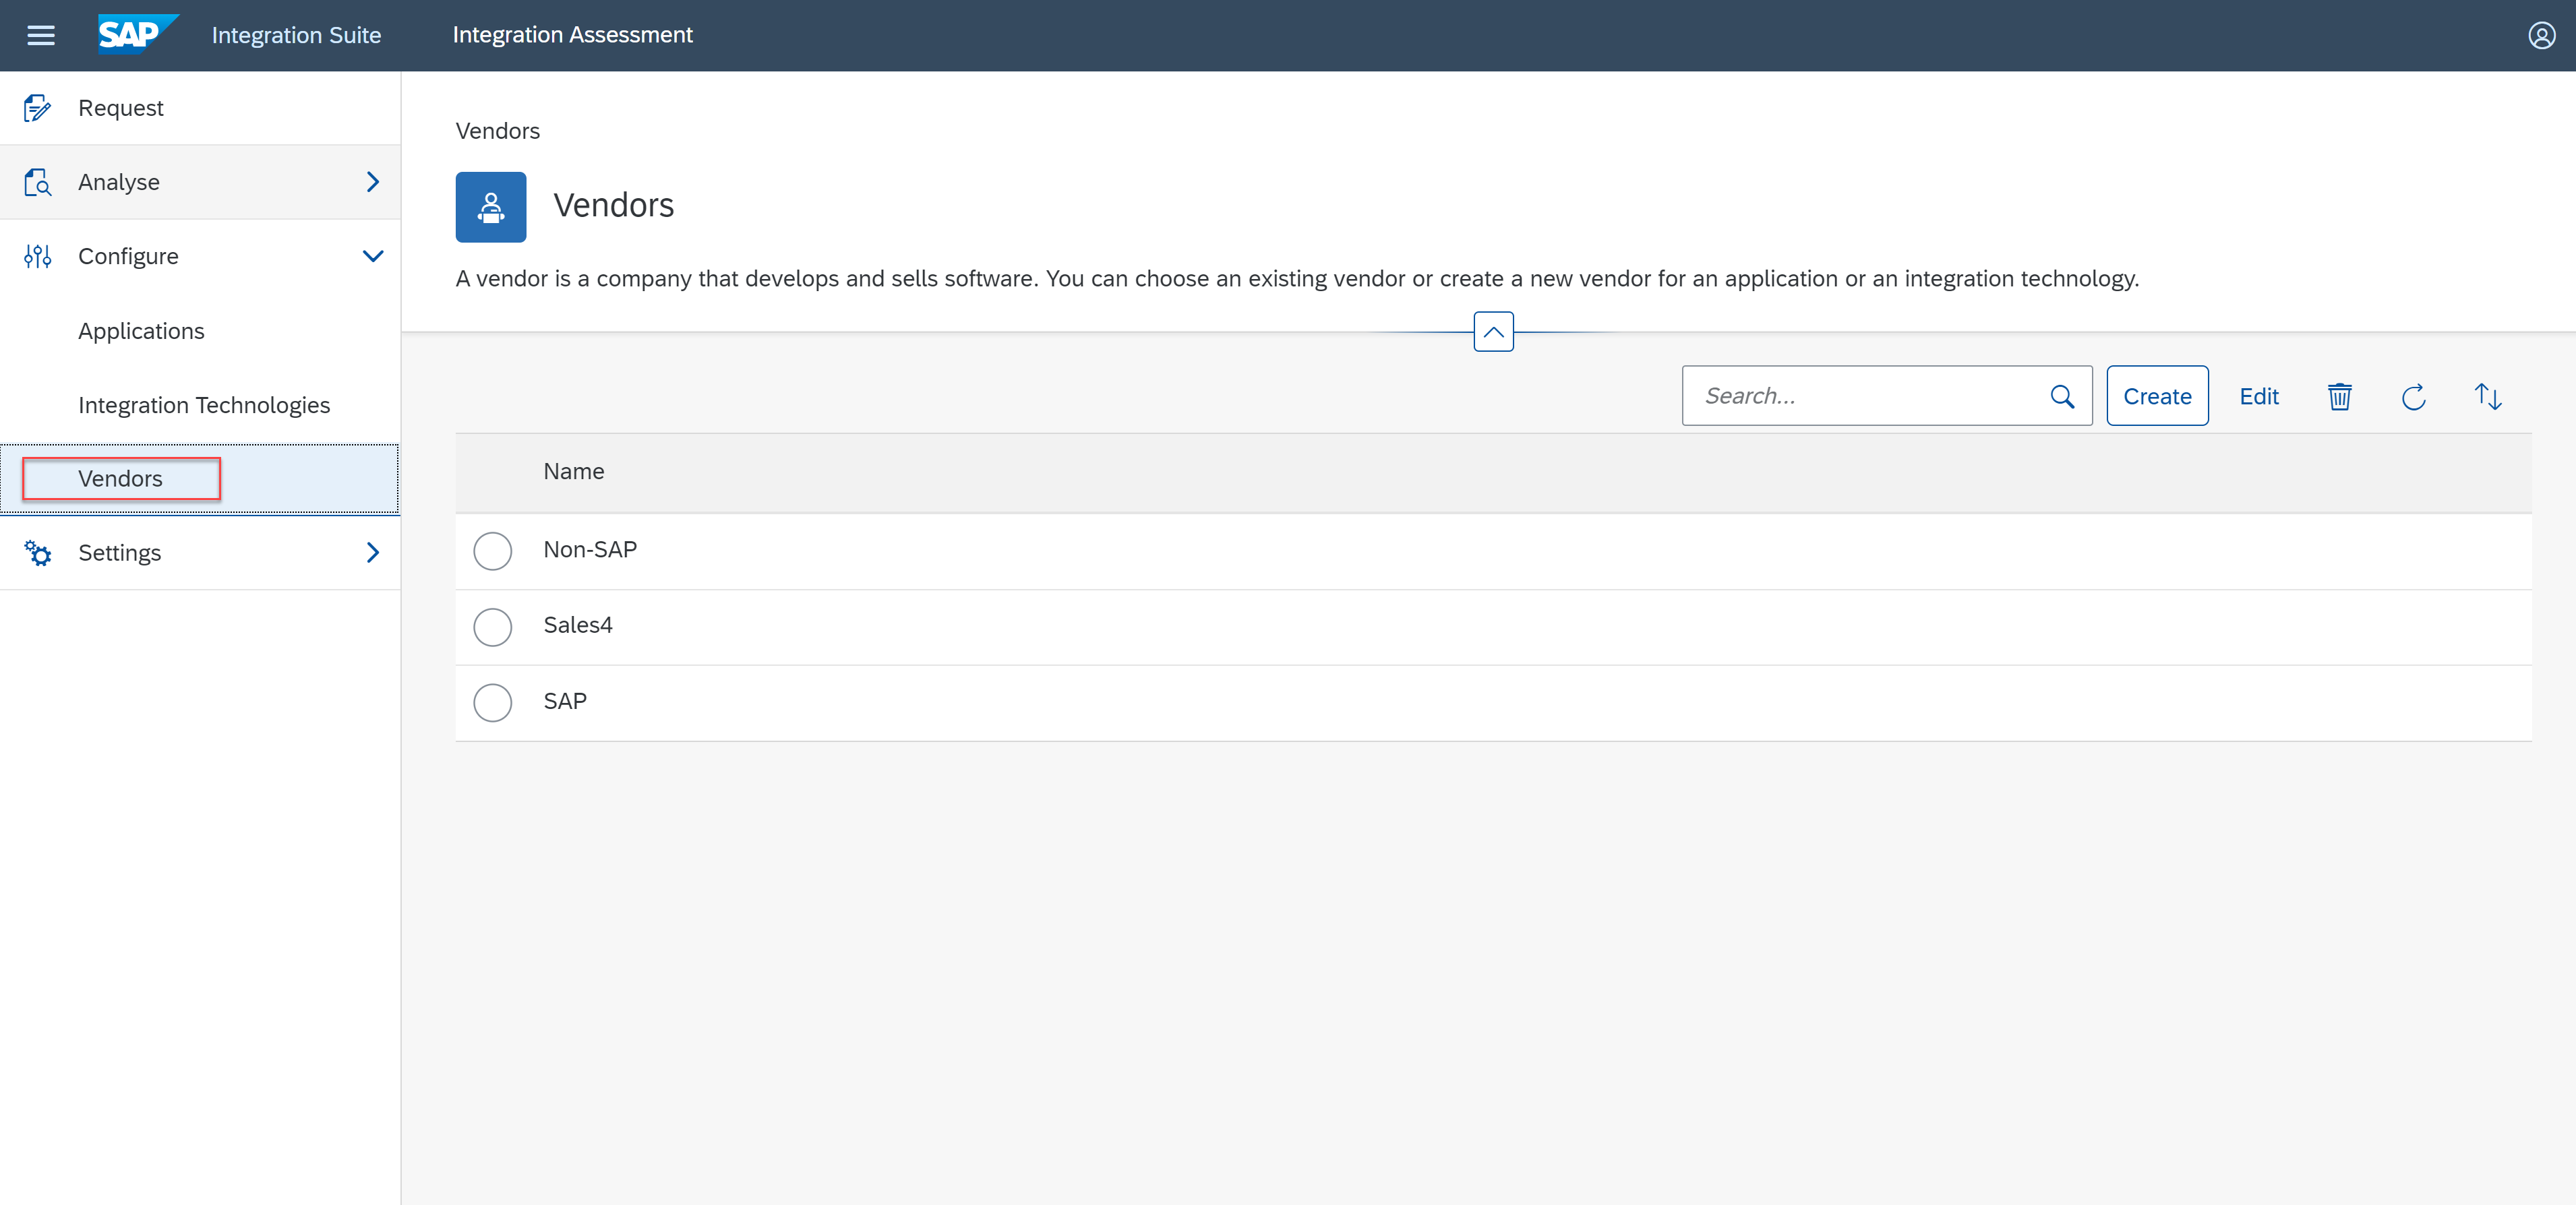 SAP Integration Suite Integration Assessment
Request
Analyse
Configure
Applications
Integration Technologies
Vendors
Settings
Vendors
Vendors
A vendor is a company that develops and sells software. You can choose an existing vendor or create a new vendor for an application or an integration technology.
Search... Create Edit
Name
Non-SAP
Sales4
SAP